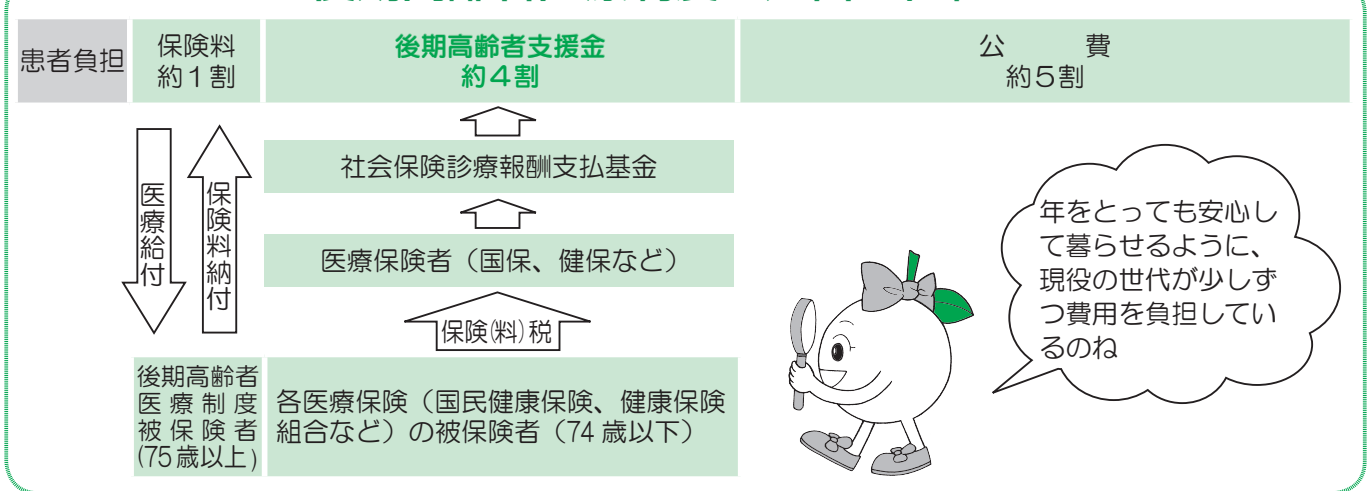 患者負担
保険料
約1割
後期高齢者支援金
約4割
公費
約5割
医療給付
保険料納付
社会保険診療報酬支払基金
医療保険者（国保、健保など）
保険(料)税
後期高齢者
医療制度
被保険者
(75歳以上)
各医療保険（国民健康保険、健康保険
組合など）の被保険者（74歳以下）
年をとっても安心し
て暮らせるように、
現役の世代が少しず
つ費用を負担してい
るのね